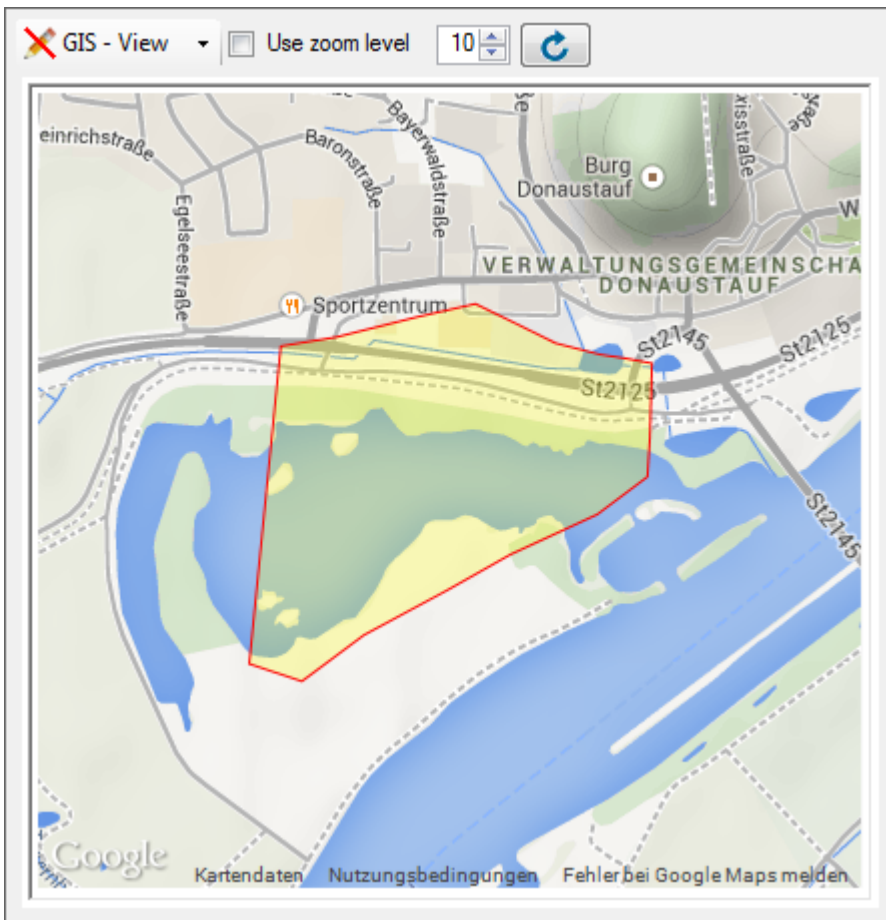 GIS - View Use zoom level 10
einrichstraße
Baronstraße
Bayerwaldstraße
Egelseestraße
Burg
Donaustauf
VERWALTUNGSGEMEINSCHA
DONAUSTAUF
Sportzentrum
St2145
St2125
St2125
St2145
Google
Kartendaten Nutzungsbedingungen Fehler bei Google Maps melden